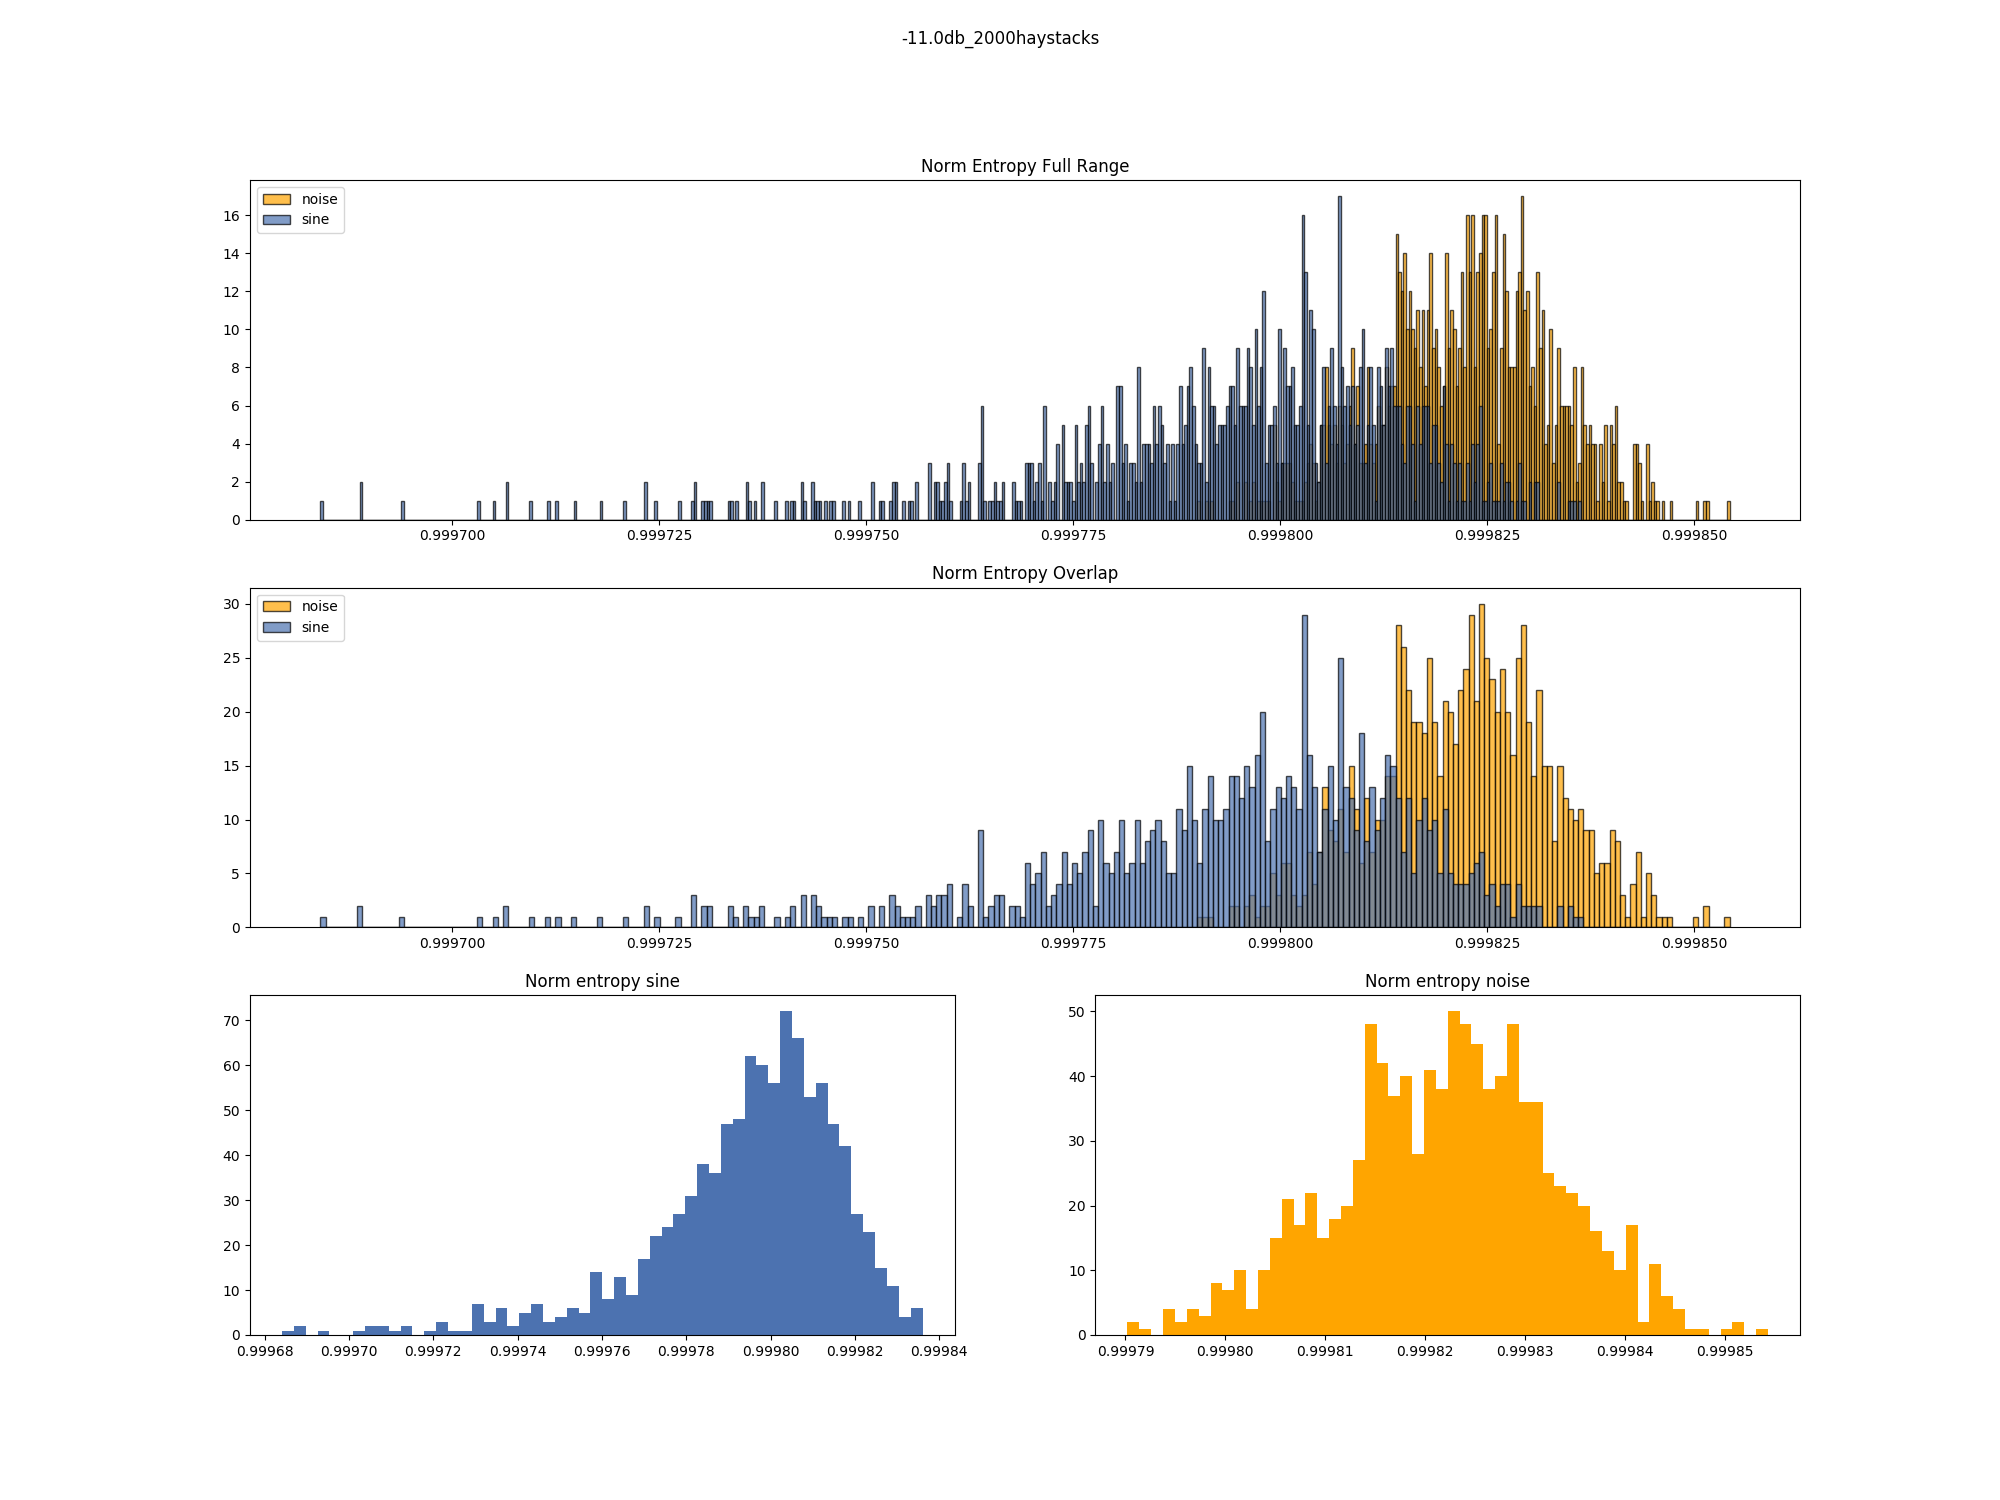 -11.0db_2000haystacks
Norm Entropy Full Range
noise
sine
16
14
12
10
8
6
4
2
0
0.999700 0.999725 0.999750 0.999775 0.999800 0.999825 0.999850
Norm Entropy Overlap
noise
sine
30
25
20
15
10
5
0
0.999700 0.999725 0.999750 0.999775 0.999800 0.999825 0.999850
Norm entropy sine
70
60
50
40
30
20
10
0
0.99968 0.99970 0.99972 0.99974 0.99976 0.99978 0.99980 0.99982 0.99984
Norm entropy noise
50
40
30
20
10
0
0.99979 0.99980 0.99981 0.99982 0.99983 0.99984 0.99985